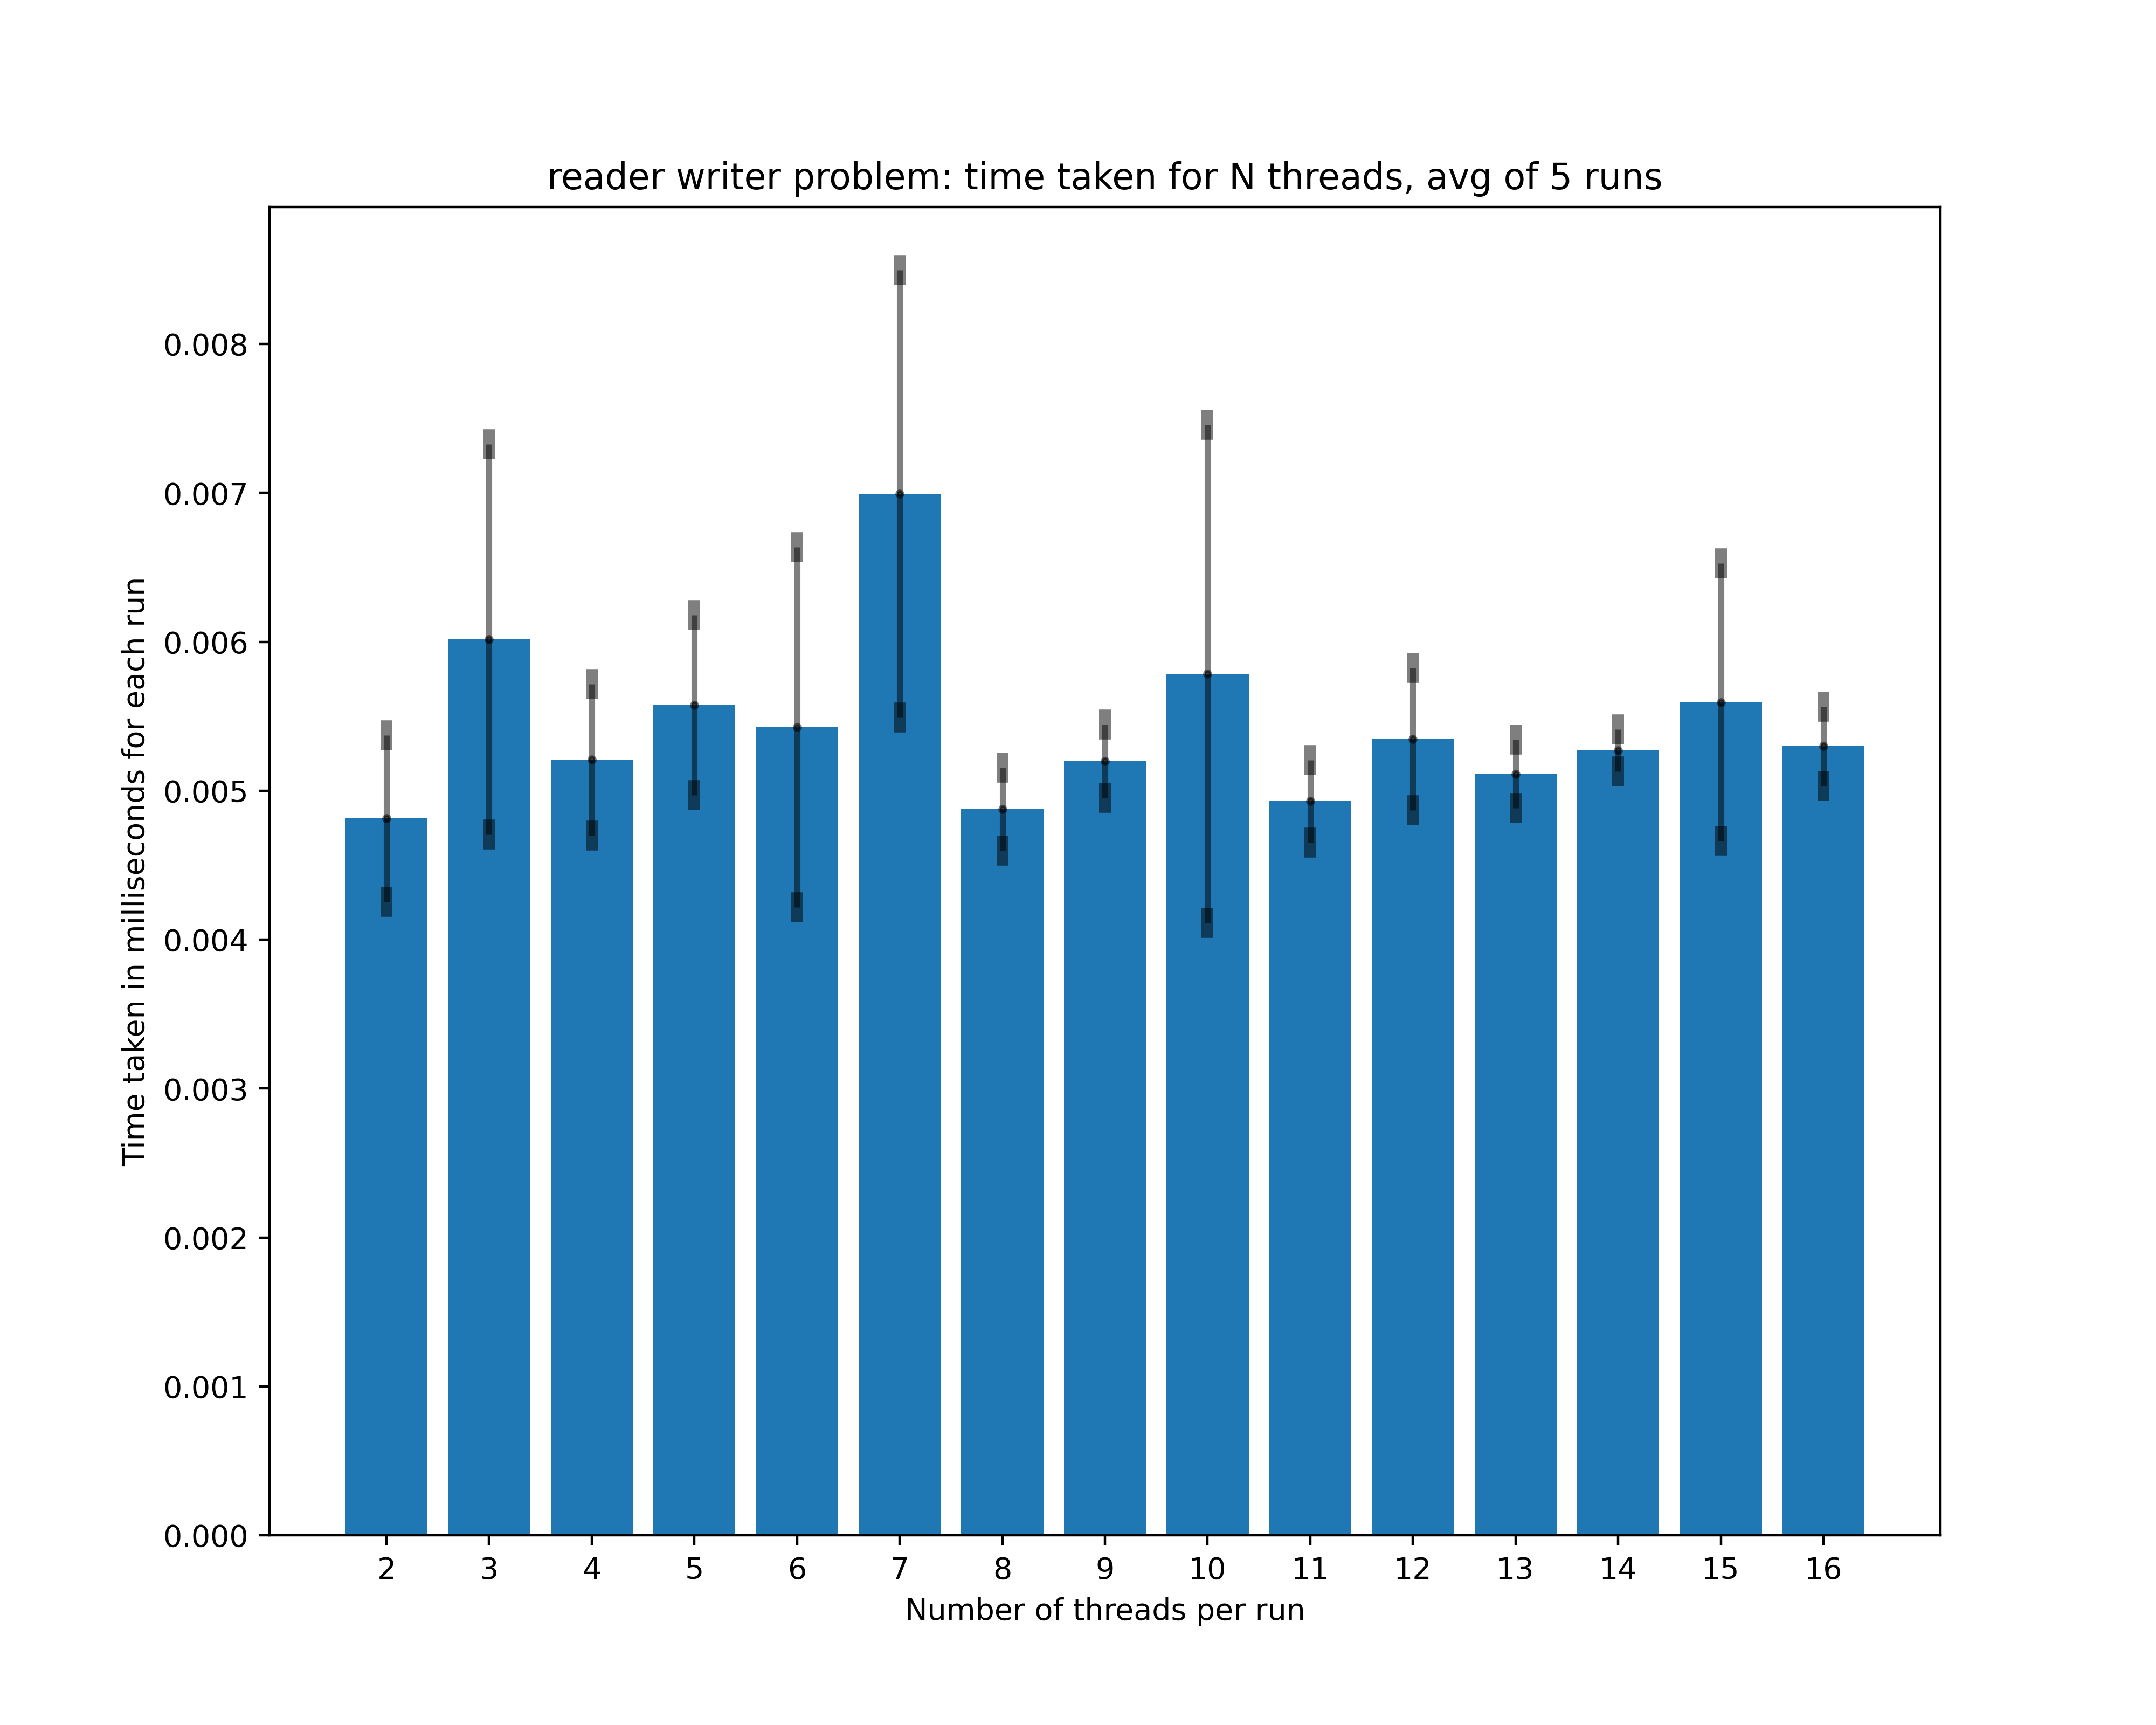 reader writer problem: time taken for N threads, avg of 5 runs
Time taken in milliseconds for each run
0.008
0.007
0.006
0.005
0.004
0.003
0.002
0.001
0.000
2 3 4 5 6 7 8 9 10 11 12 13 14 15 16
Number of threads per run